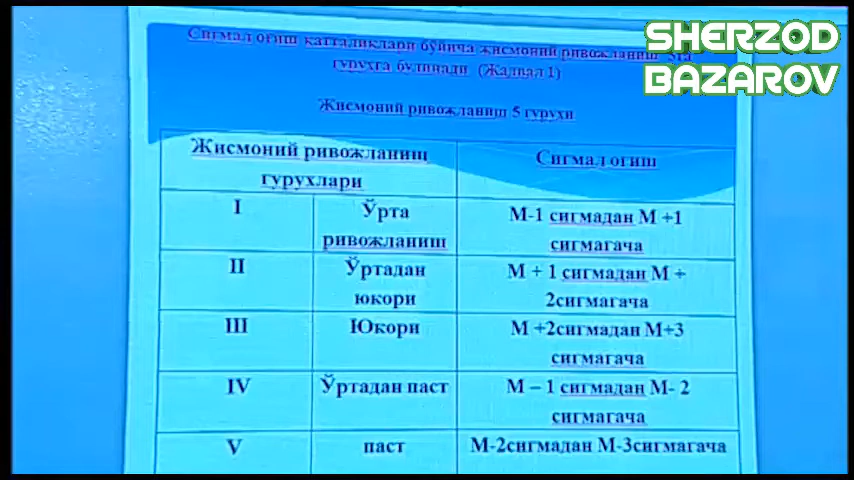 SHERZOD
BAZAROV
Сигмал оғиш катталиклари бўйича жисмоний ривожланиш 5та
гурухга булинади (Жадвал 1)
Жисмоний ривожланиш 5 гурухи
Жисмоний ривожланиш
гурухлари
Сигмал оғиш
I
Ўрта
ривожланиш
М-1 сигмадан М +1
сигмагача
II
Ўртадан
юкори
М + 1 сигмадан М +
2сигмагача
III
Юкори
М +2сигмадан М+3
сигмагача
IV
Ўртадан паст
М – 1 сигмадан М- 2
сигмагача
V
паст
М-2сигмадан М-3сигмагача